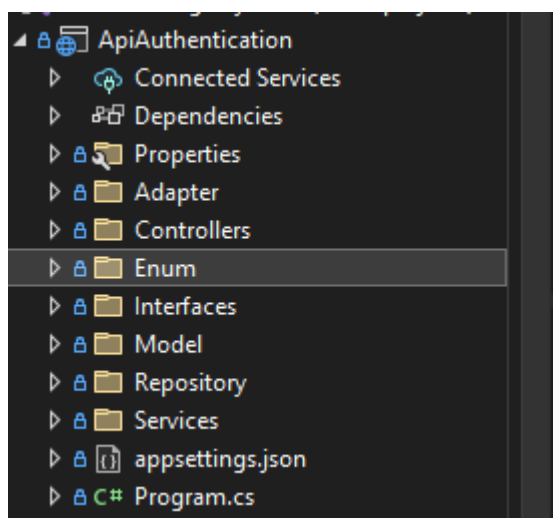 ApiAuthentication
Connected Services
Dependencies
Properties
Adapter
Controllers
Enum
Interfaces
Model
Repository
Services
appsettings.json
C# Program.cs